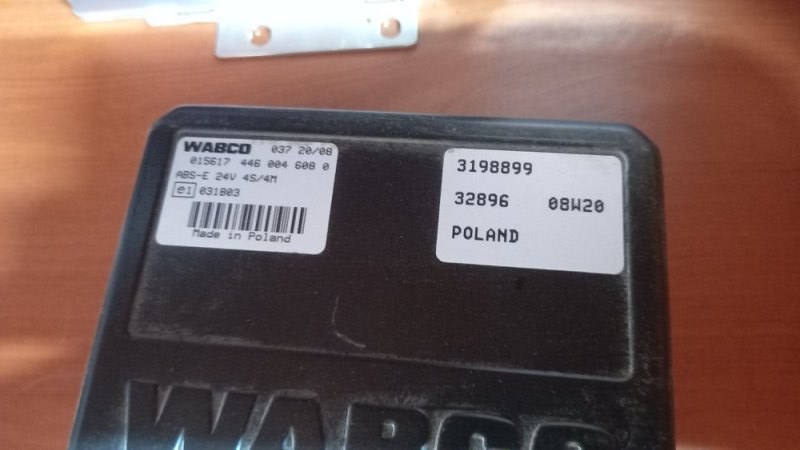 WABCO 037 20/08
015617 446 004 608 0
ABS-E 24V 4S/4M
e1 031803
Made in Poland
3198899
32896 08W20
POLAND
WABCO